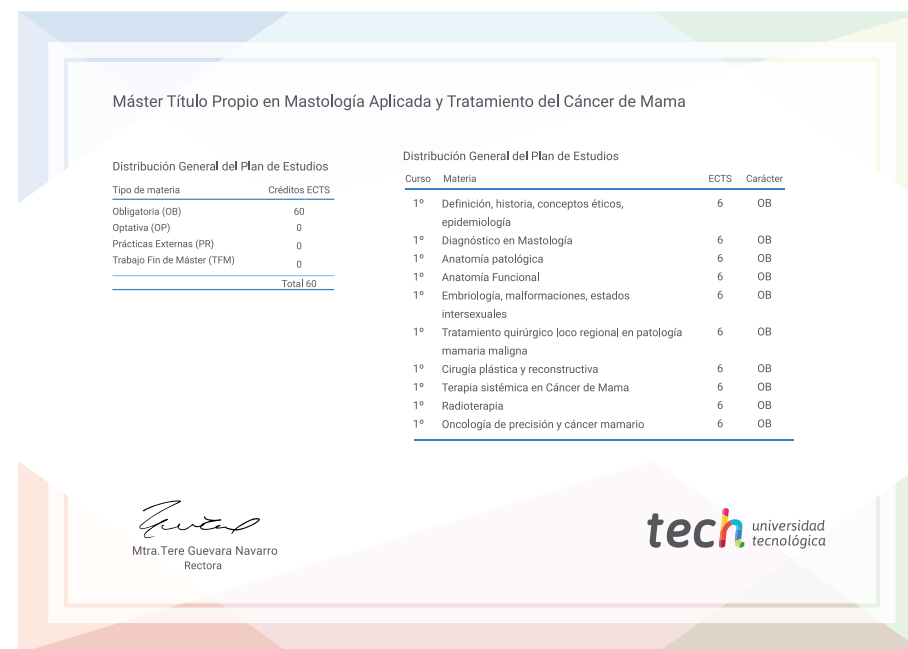 Máster Título Propio en Mastología Aplicada y Tratamiento del Cáncer de Mama
Distribución General del Plan de Estudios
Tipo de materia Créditos ECTS
Obligatoria (OB) 60
Optativa (OP) 0
Prácticas Externas (PR) 0
Trabajo Fin de Máster (TFM) 0
Total 60
Distribución General del Plan de Estudios
Curso Materia ECTS Carácter
1º Definición, historia, conceptos éticos, 6 OB
epidemiología
1º Diagnóstico en Mastología 6 OB
1º Anatomía patológica 6 OB
1º Anatomía Funcional 6 OB
1º Embriología, malformaciones, estados 6 OB
intersexuales
1º Tratamiento quirúrgico loco regional en patología 6 OB
mamaria maligna
1º Cirugía plástica y reconstructiva 6 OB
1º Terapia sistémica en Cáncer de Mama 6 OB
1º Radioterapia 6 OB
1º Oncología de precisión y cáncer mamario 6 OB
Mtra.Tere Guevara Navarro
Rectora
tech universidad
tecnológica